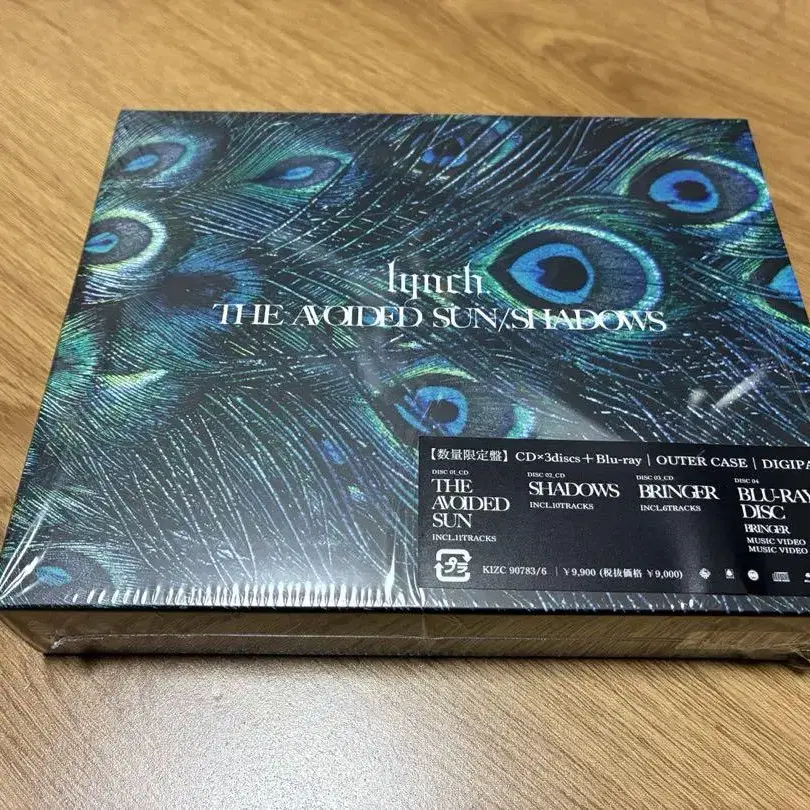 lynch.
THE AVOIDED SUN/SHADOWS
【数量限定盤】CD×3discs＋Blu-ray｜OUTER CASE｜DIGIPA
DISC 01_CD
THE
AVOIDED
SUN
INCL.11TRACKS
DISC 02_CD
SHADOWS
INCL.10TRACKS
DISC 03_CD
BRINGER
INCL.6TRACKS
DISC 04
BLU-RAY
DISC
BRINGER
MUSIC VIDEO
MUSIC VIDEO
プラ
KIZC 90783/6｜￥9,900 (税抜価格 ￥9,000)